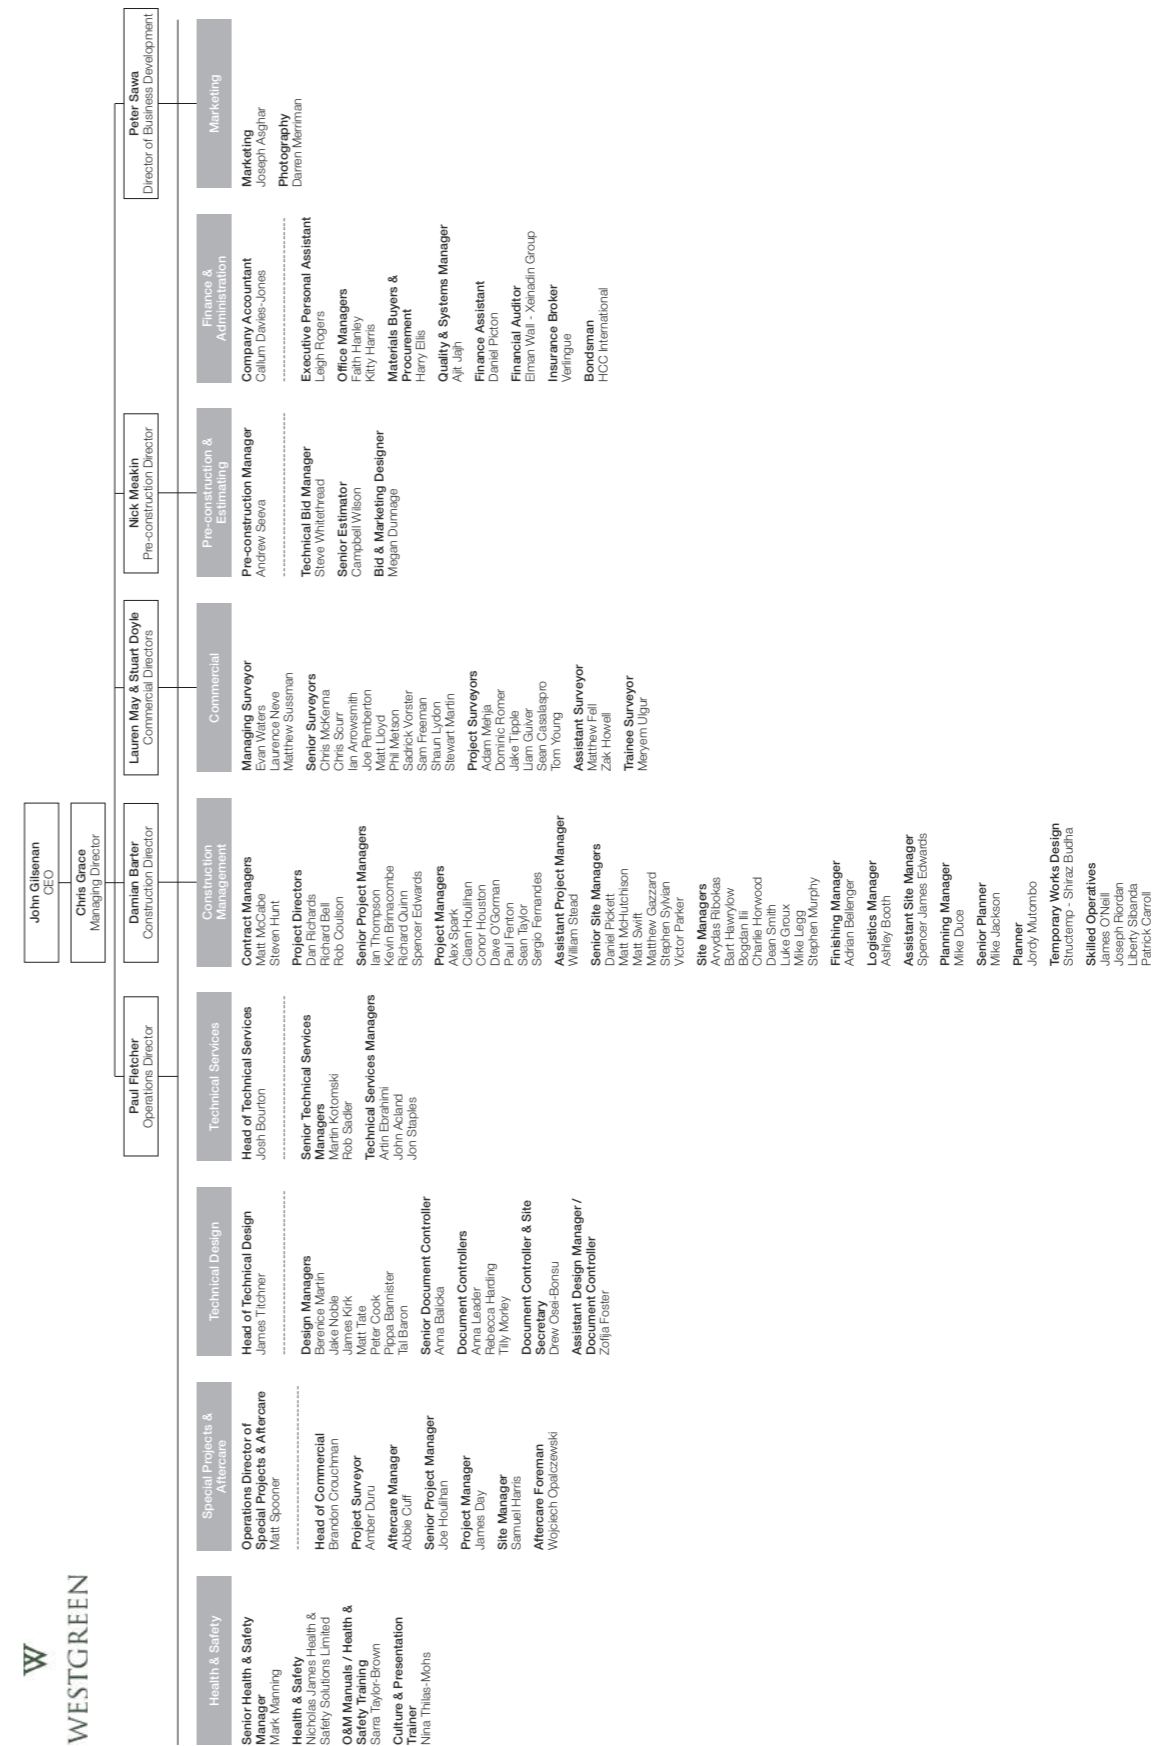 W
WESTGREEN
John Gilsenan
CEO
Chris Grace
Managing Director
Paul Fletcher
Operations Director
Damian Barter
Construction Director
Lauren May & Stuart Doyle
Commercial Directors
Nick Meakin
Pre-construction Director
Peter Sawa
Director of Business Development
Health & Safety
Senior Health & Safety
Manager
Mark Manning
Health & Safety
Nicholas James Health &
Safety Solutions Limited
O&M Manuals / Health &
Safety Training
Sarra Taylor-Brown
Culture & Presentation
Trainer
Nina Thilas-Mohs
Special Projects &
Aftercare
Operations Director of
Special Projects & Aftercare
Matt Spooner
Head of Commercial
Brandon Crouchman
Project Surveyor
Amber Duru
Aftercare Manager
Abbie Cuff
Senior Project Manager
Joe Houlihan
Project Manager
James Day
Site Manager
Samuel Harris
Aftercare Foreman
Wojciech Opalczewski
Technical Design
Head of Technical Design
James Titchner
Design Managers
Berenice Martin
Jake Noble
James Kirk
Matt Tate
Peter Cook
Pippa Bannister
Tal Baron
Senior Document Controller
Anna Balicka
Document Controllers
Anna Leader
Rebecca Harding
Tilly Morley
Document Controller & Site
Secretary
Drew Osei-Bonsu
Assistant Design Manager /
Document Controller
Zofija Foster
Technical Services
Head of Technical Services
Josh Bourton
Senior Technical Services
Managers
Martin Kotomski
Rob Sadler
Technical Services Managers
Artin Ebrahini
John Acland
Jon Staples
Construction
Management
Contract Managers
Matt McCabe
Steven Hunt
Project Directors
Dan Richards
Richard Bell
Rob Coulson
Senior Project Managers
Ian Thompson
Kevin Brimacombe
Richard Quinn
Spencer Edwards
Project Managers
Alex Spark
Ciaran Houlihan
Conor Houston
Dave O'Gorman
Paul Fenton
Sean Taylor
Sergio Fernandes
Assistant Project Manager
William Stead
Senior Site Managers
Daniel Pickett
Matt McHutchison
Matt Swift
Matthew Gazzard
Stephen Sylvian
Victor Parker
Site Managers
Arvydas Ribokas
Bart Hawrylow
Bogdan Ilii
Charlie Horwood
Dean Smith
Luke Groux
Mike Legg
Stephen Murphy
Finishing Manager
Adrian Bellenger
Logistics Manager
Ashley Booth
Assistant Site Manager
Spencer James Edwards
Planning Manager
Mike Duce
Senior Planner
Mike Jackson
Planner
Jordy Mutombo
Temporary Works Design
Structemp - Shiraz Budha
Skilled Operatives
James O'Neill
Joseph Riordan
Liberty Sibanda
Patrick Carroll
Commercial
Managing Surveyor
Evan Waters
Laurence Neve
Matthew Sussman
Senior Surveyors
Chris McKenna
Chris Scurr
Ian Arrowsmith
Joe Pemberton
Matt Lloyd
Phil Metson
Sadrick Vorster
Sam Freeman
Shaun Lydon
Stewart Martin
Project Surveyors
Adam Mehja
Dominic Romer
Jake Tipple
Liam Guiver
Sean Casalaspro
Tom Young
Assistant Surveyor
Matthew Fell
Zak Howell
Trainee Surveyor
Meryem Ulgur
Pre-construction &
Estimating
Pre-construction Manager
Andrew Seeva
Technical Bid Manager
Steve Whitethread
Senior Estimator
Campbell Wilson
Bid & Marketing Designer
Megan Dunnage
Finance &
Administration
Company Accountant
Callum Davies-Jones
Executive Personal Assistant
Leigh Rogers
Office Managers
Faith Hanley
Kitty Harris
Materials Buyers &
Procurement
Harry Ellis
Quality & Systems Manager
Ajit Jajh
Finance Assistant
Daniel Picton
Financial Auditor
Elman Wall - Xeinadin Group
Insurance Broker
Verlingue
Bondsman
HCC International
Marketing
Marketing
Joseph Asghar
Photography
Darren Merriman